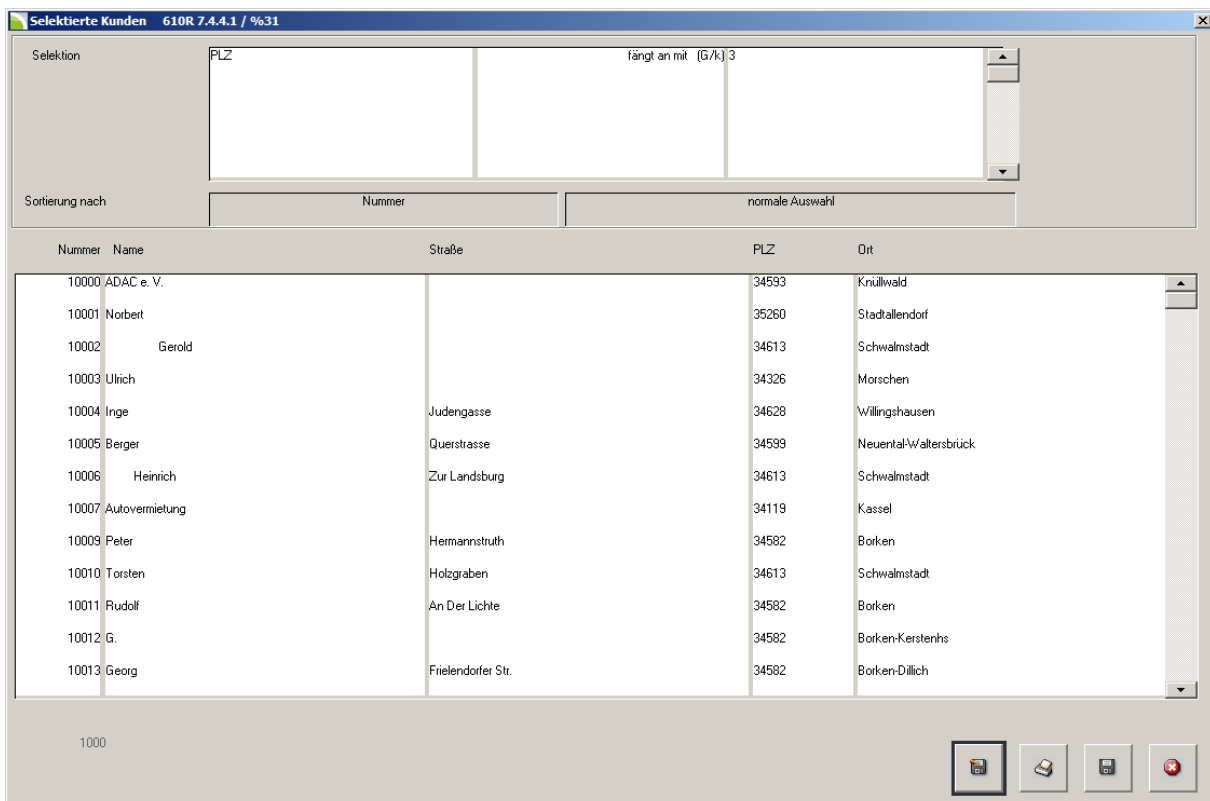 Selektierte Kunden 610R 7.4.4.1 / %31
Selektion PLZ fängt an mit (G/k) 3
Sortierung nach Nummer normale Auswahl
Nummer Name Straße PLZ Ort
10000 ADAC e. V. 34593 Knüllwald
10001 Norbert 35260 Stadtallendorf
10002 Gerold 34613 Schwalmstadt
10003 Ulrich 34326 Morschen
10004 Inge Judengasse 34628 Willingshausen
10005 Berger Querstrasse 34599 Neuental-Waltersbrück
10006 Heinrich Zur Landsburg 34613 Schwalmstadt
10007 Autovermietung 34119 Kassel
10009 Peter Hermannstruth 34582 Borken
10010 Torsten Holzgraben 34613 Schwalmstadt
10011 Rudolf An Der Lichte 34582 Borken
10012 G. 34582 Borken-Kerstenhs
10013 Georg Frielendorfer Str. 34582 Borken-Dillich
1000